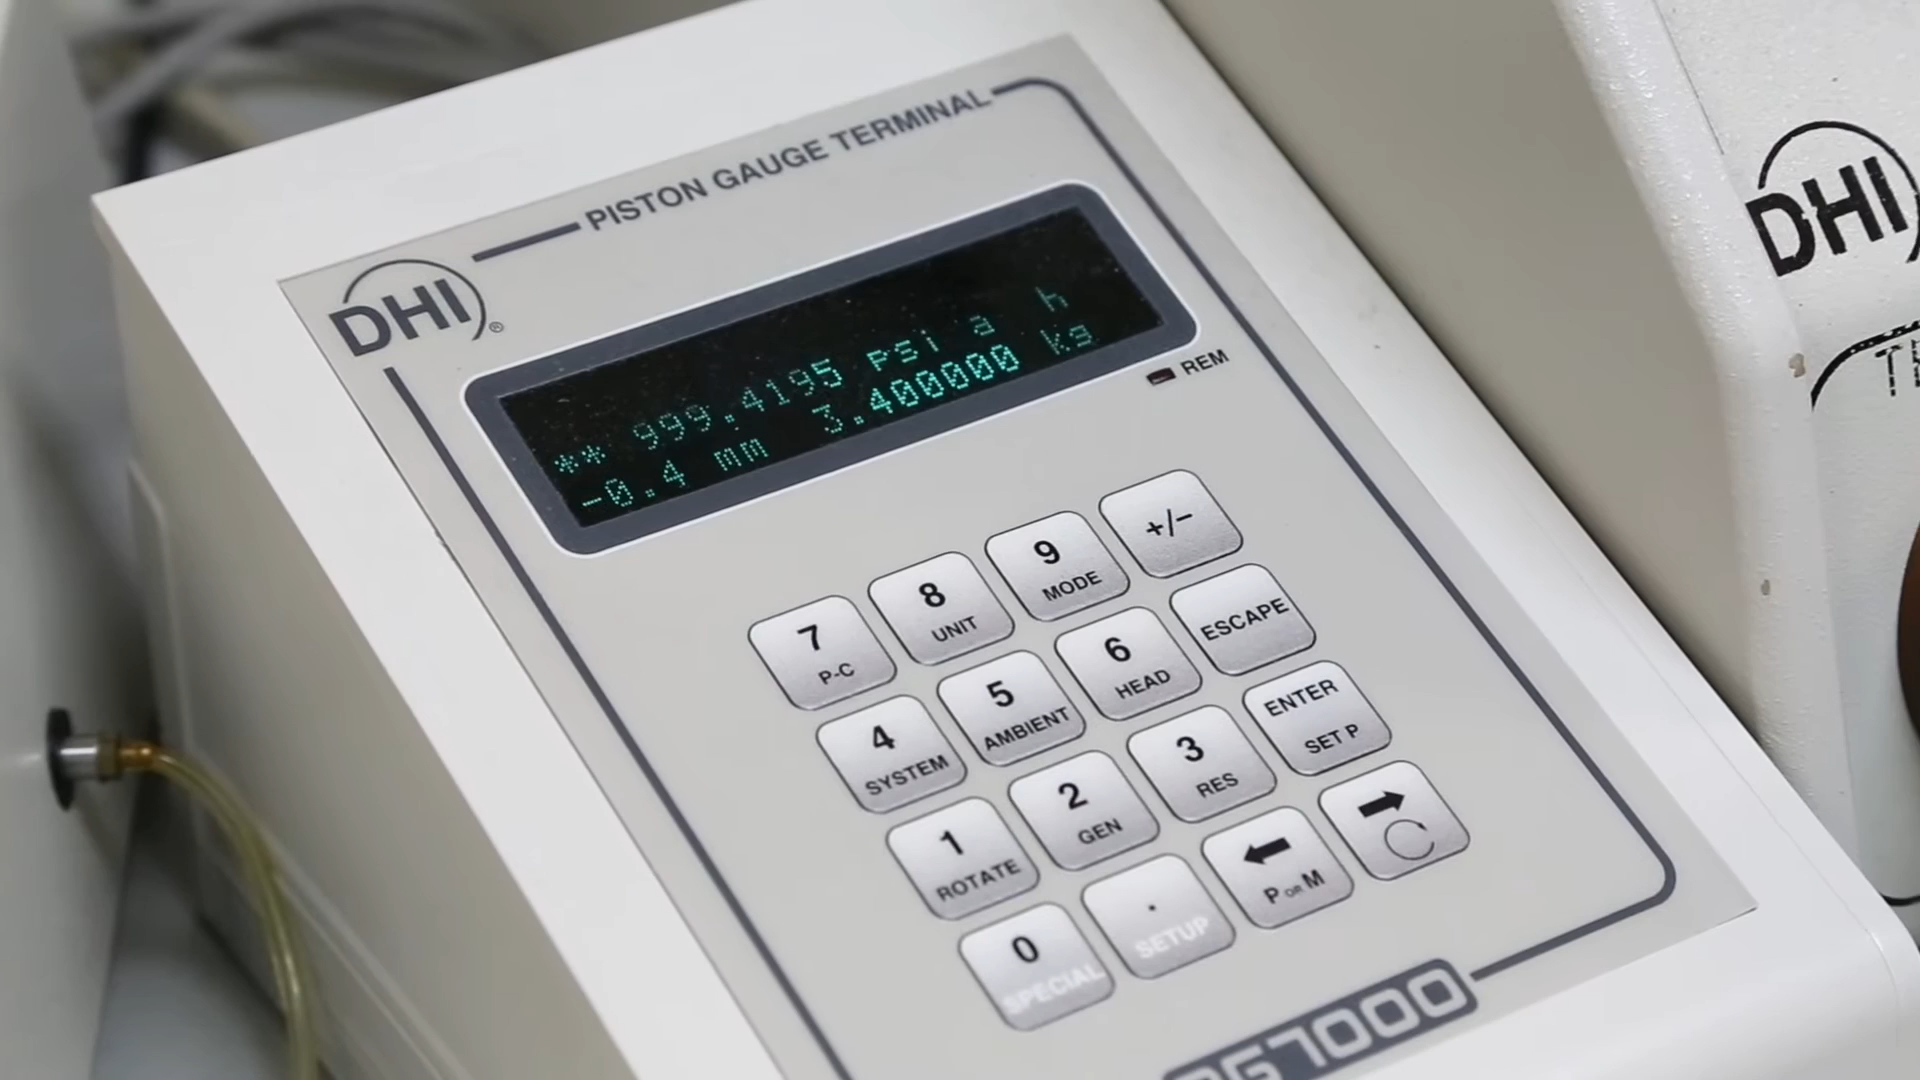 PISTON GAUGE TERMINAL
DHI®
** 999.4195 psi a h
-0.4 mm 3.400000 kg
REM
7 P-C
8 UNIT
9 MODE
+/−
4 SYSTEM
5 AMBIENT
6 HEAD
ESCAPE
1 ROTATE
2 GEN
3 RES
ENTER SET P
0 SPECIAL
. SETUP
P OR M
PG7000
DHI